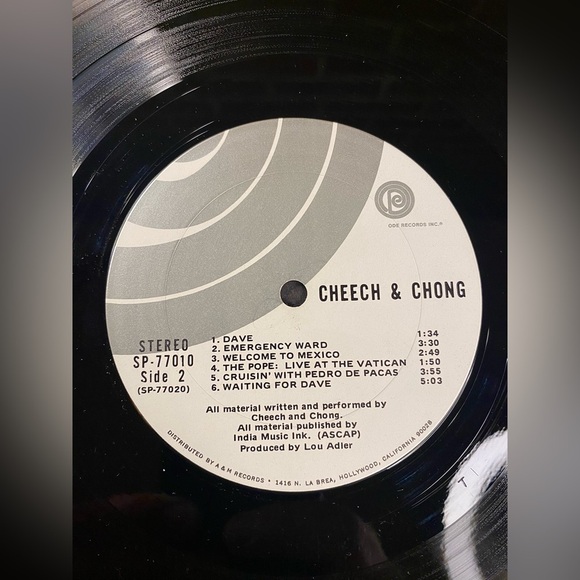 ODE RECORDS INC.®
CHEECH & CHONG
STEREO
SP-77010
Side 2
(SP-77020)
1. DAVE 1:34
2. EMERGENCY WARD 3:30
3. WELCOME TO MEXICO 2:49
4. THE POPE: LIVE AT THE VATICAN 1:50
5. CRUISIN' WITH PEDRO DE PACAS 3:55
6. WAITING FOR DAVE 5:03
All material written and performed by
Cheech and Chong.
All material published by
India Music Ink. (ASCAP)
Produced by Lou Adler
DISTRIBUTED BY A & M RECORDS • 1416 N. LA BREA, HOLLYWOOD, CALIFORNIA 90028